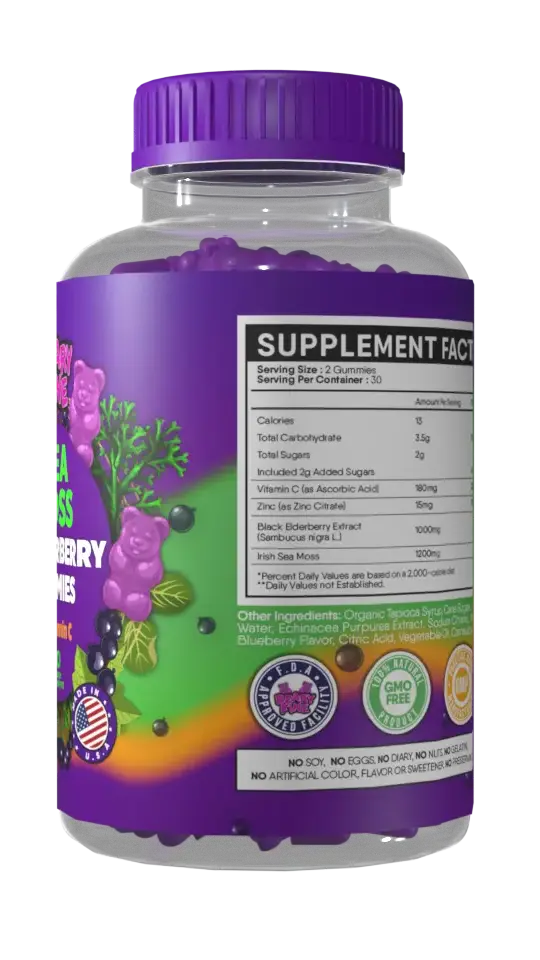 EA
OSS
RBERRY
MIES
amin C
MADE IN
U.S.A
SUPPLEMENT FACT
Serving Size : 2 Gummies
Serving Per Container : 30
Amount Per Serving
Calories 13
Total Carbohydrate 3.5g
Total Sugars 2g
Included 2g Added Sugars
Vitamin C (as Ascorbic Acid) 180mg
Zinc (as Zinc Citrate) 15mg
Black Elderberry Extract 1000mg
(Sambucus nigra L.)
Irish Sea Moss 1200mg
*Percent Daily Values are based on a 2,000-calorie diet
**Daily Values not Established.
Other Ingredients: Organic Tapioca Syrup, Cane Sugar,
Water, Echinacea Purpurea Extract, Sodium Citrate,
Blueberry Flavor, Citric Acid, Vegetable Oil,
F.D.A
APPROVED FACILITY
100% NATURAL
GMO
FREE
PRODUCT
NO SOY, NO EGGS, NO DIARY, NO NUTS, NO GELATIN,
NO ARTIFICIAL COLOR, FLAVOR OR SWEETENER, NO